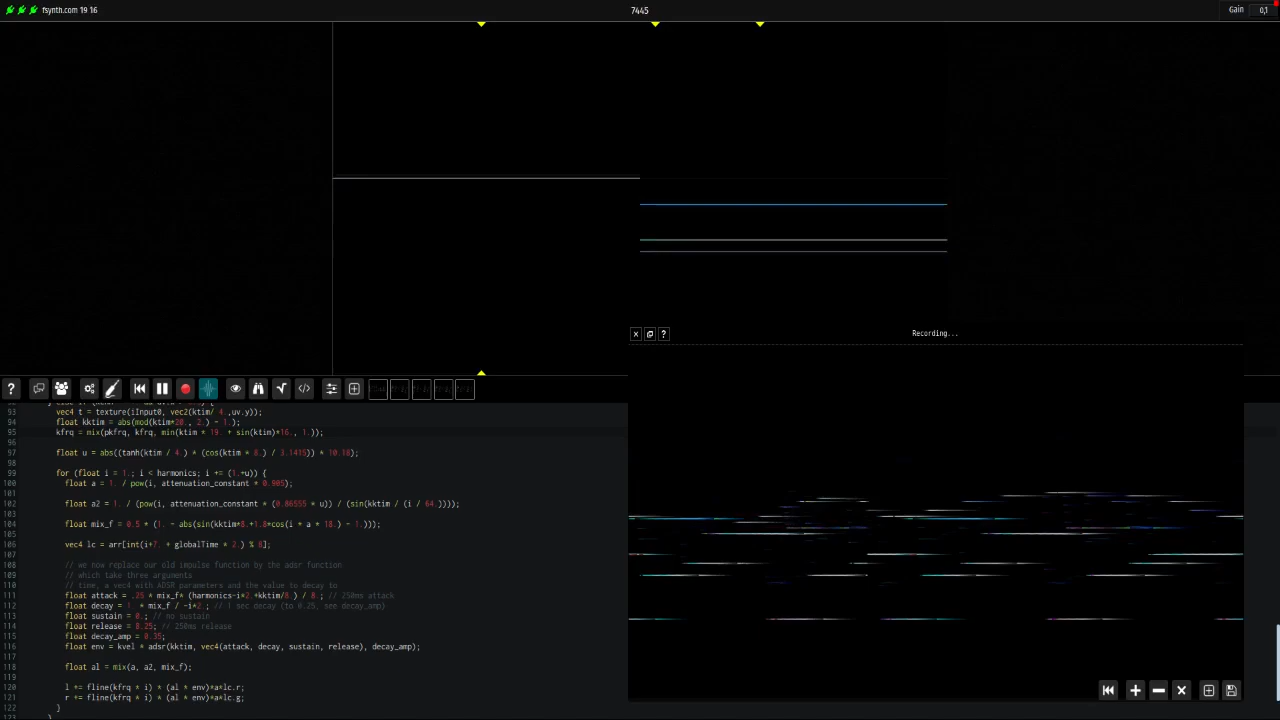 fsynth.com 19 16
7445
Gain 0,1
Recording...
93 vec4 t = texture(iInput0, vec2(ktim/ 4.,uv.y));
94 float kktim = abs(mod(ktim*20., 2.) - 1.);
95 kfrq = mix(pkfrq, kfrq, min(ktim * 19. + sin(ktim)*16., 1.));
96
97 float u = abs((tanh(ktim / 4.) * (cos(ktim * 8.) / 3.1415)) * 10.18);
98
99 for (float i = 1.; i < harmonics; i += (1.+u)) {
100 float a = 1. / pow(i, attenuation_constant * 0.905);
101
102 float a2 = 1. / (pow(i, attenuation_constant * (0.86555 * u)) / (sin(kktim / (i / 64.))));
103
104 float mix_f = 0.5 * (1. - abs(sin(kktim*8.+1.8+cos(i * a * 18.) - 1.)));
105
106 vec4 lc = arr[int(i+7. + globalTime * 2.) % 8];
107
108 // we now replace our old impulse function by the adsr function
109 // which take three arguments
110 // time, a vec4 with ADSR parameters and the value to decay to
111 float attack = .25 * mix_f* (harmonics-i*2.+kktim/8.) / 8.; // 250ms attack
112 float decay = 1. * mix_f / -i*2.; // 1 sec decay (to 0.25, see decay_amp)
113 float sustain = 0.; // no sustain
114 float release = 0.25; // 250ms release
115 float decay_amp = 0.35;
116 float env = kvel * adsr(kktim, vec4(attack, decay, sustain, release), decay_amp);
117
118 float al = mix(a, a2, mix_f);
119
120 l += fline(kfrq * i) * (al * env)*a*lc.r;
121 r += fline(kfrq * i) * (al * env)*a*lc.g;
122 }
123 }